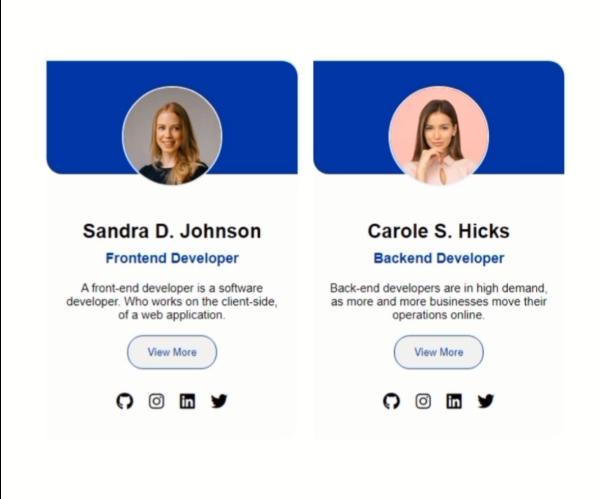 Sandra D. Johnson
Frontend Developer
A front-end developer is a software
developer. Who works on the client-side,
of a web application.
View More
Carole S. Hicks
Backend Developer
Back-end developers are in high demand,
as more and more businesses move their
operations online.
View More